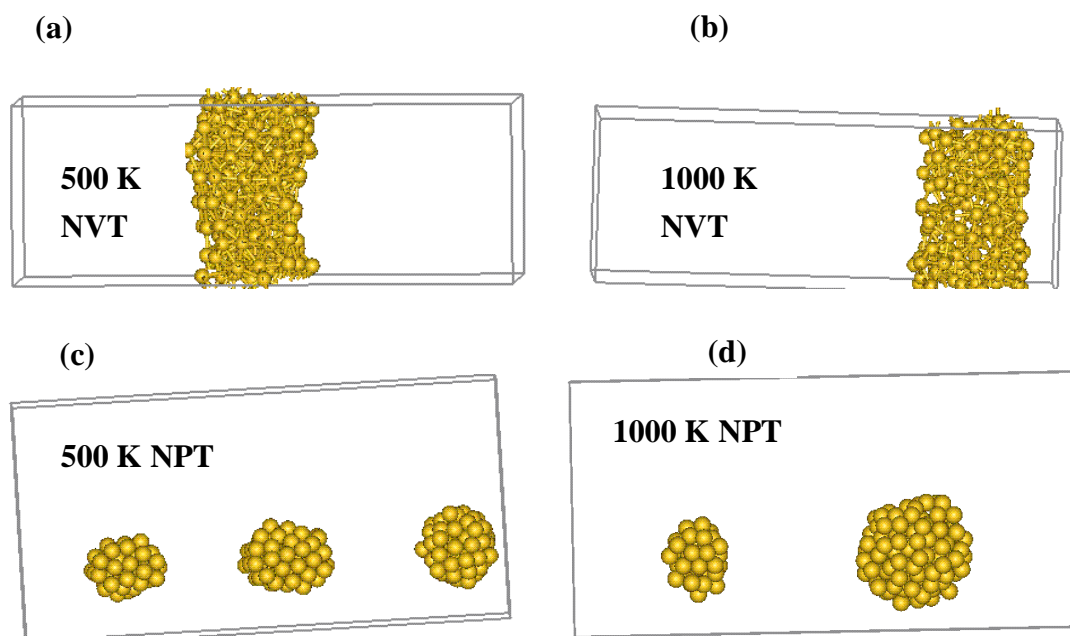 (a)
(b)
500 K
NVT
1000 K
NVT
(c)
(d)
500 K NPT
1000 K NPT